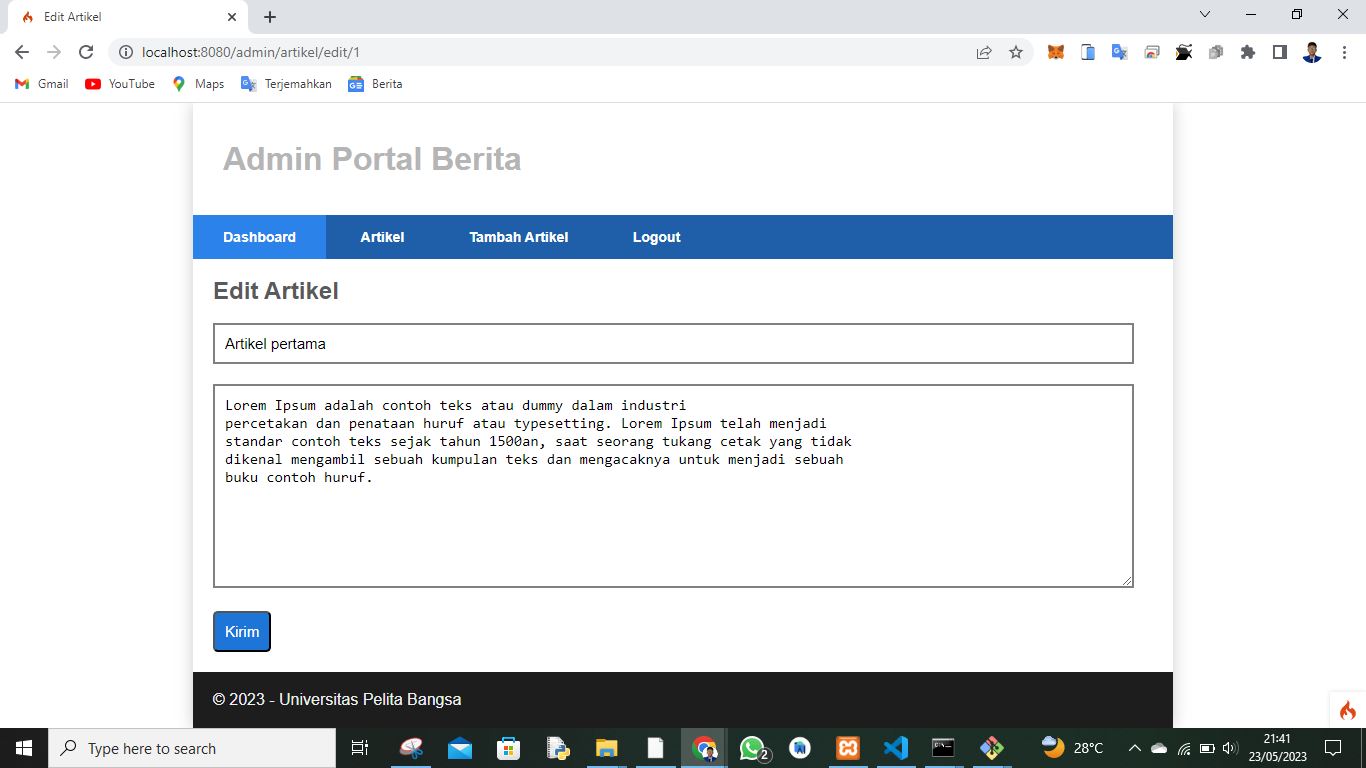 Edit Artikel
localhost:8080/admin/artikel/edit/1
Gmail
YouTube
Maps
Terjemahkan
Berita
Admin Portal Berita
Dashboard
Artikel
Tambah Artikel
Logout
Edit Artikel
Artikel pertama
Lorem Ipsum adalah contoh teks atau dummy dalam industri
percetakan dan penataan huruf atau typesetting. Lorem Ipsum telah menjadi
standar contoh teks sejak tahun 1500an, saat seorang tukang cetak yang tidak
dikenal mengambil sebuah kumpulan teks dan mengacaknya untuk menjadi sebuah
buku contoh huruf.
Kirim
© 2023 - Universitas Pelita Bangsa
Type here to search
2
28°C
21:41
23/05/2023